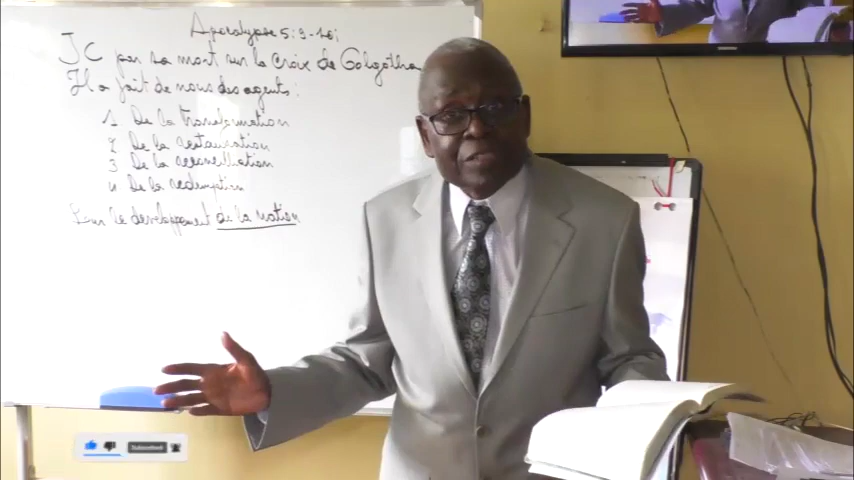 Apocalypse 5:9-10:
JC par sa mort sur la Croix de Golgotha
Il a fait de nous des agents:
1 De la transformation
2 De la restauration
3 De la réconciliation
4 De la rédemption
Pour le développement de la nation
Subscribed